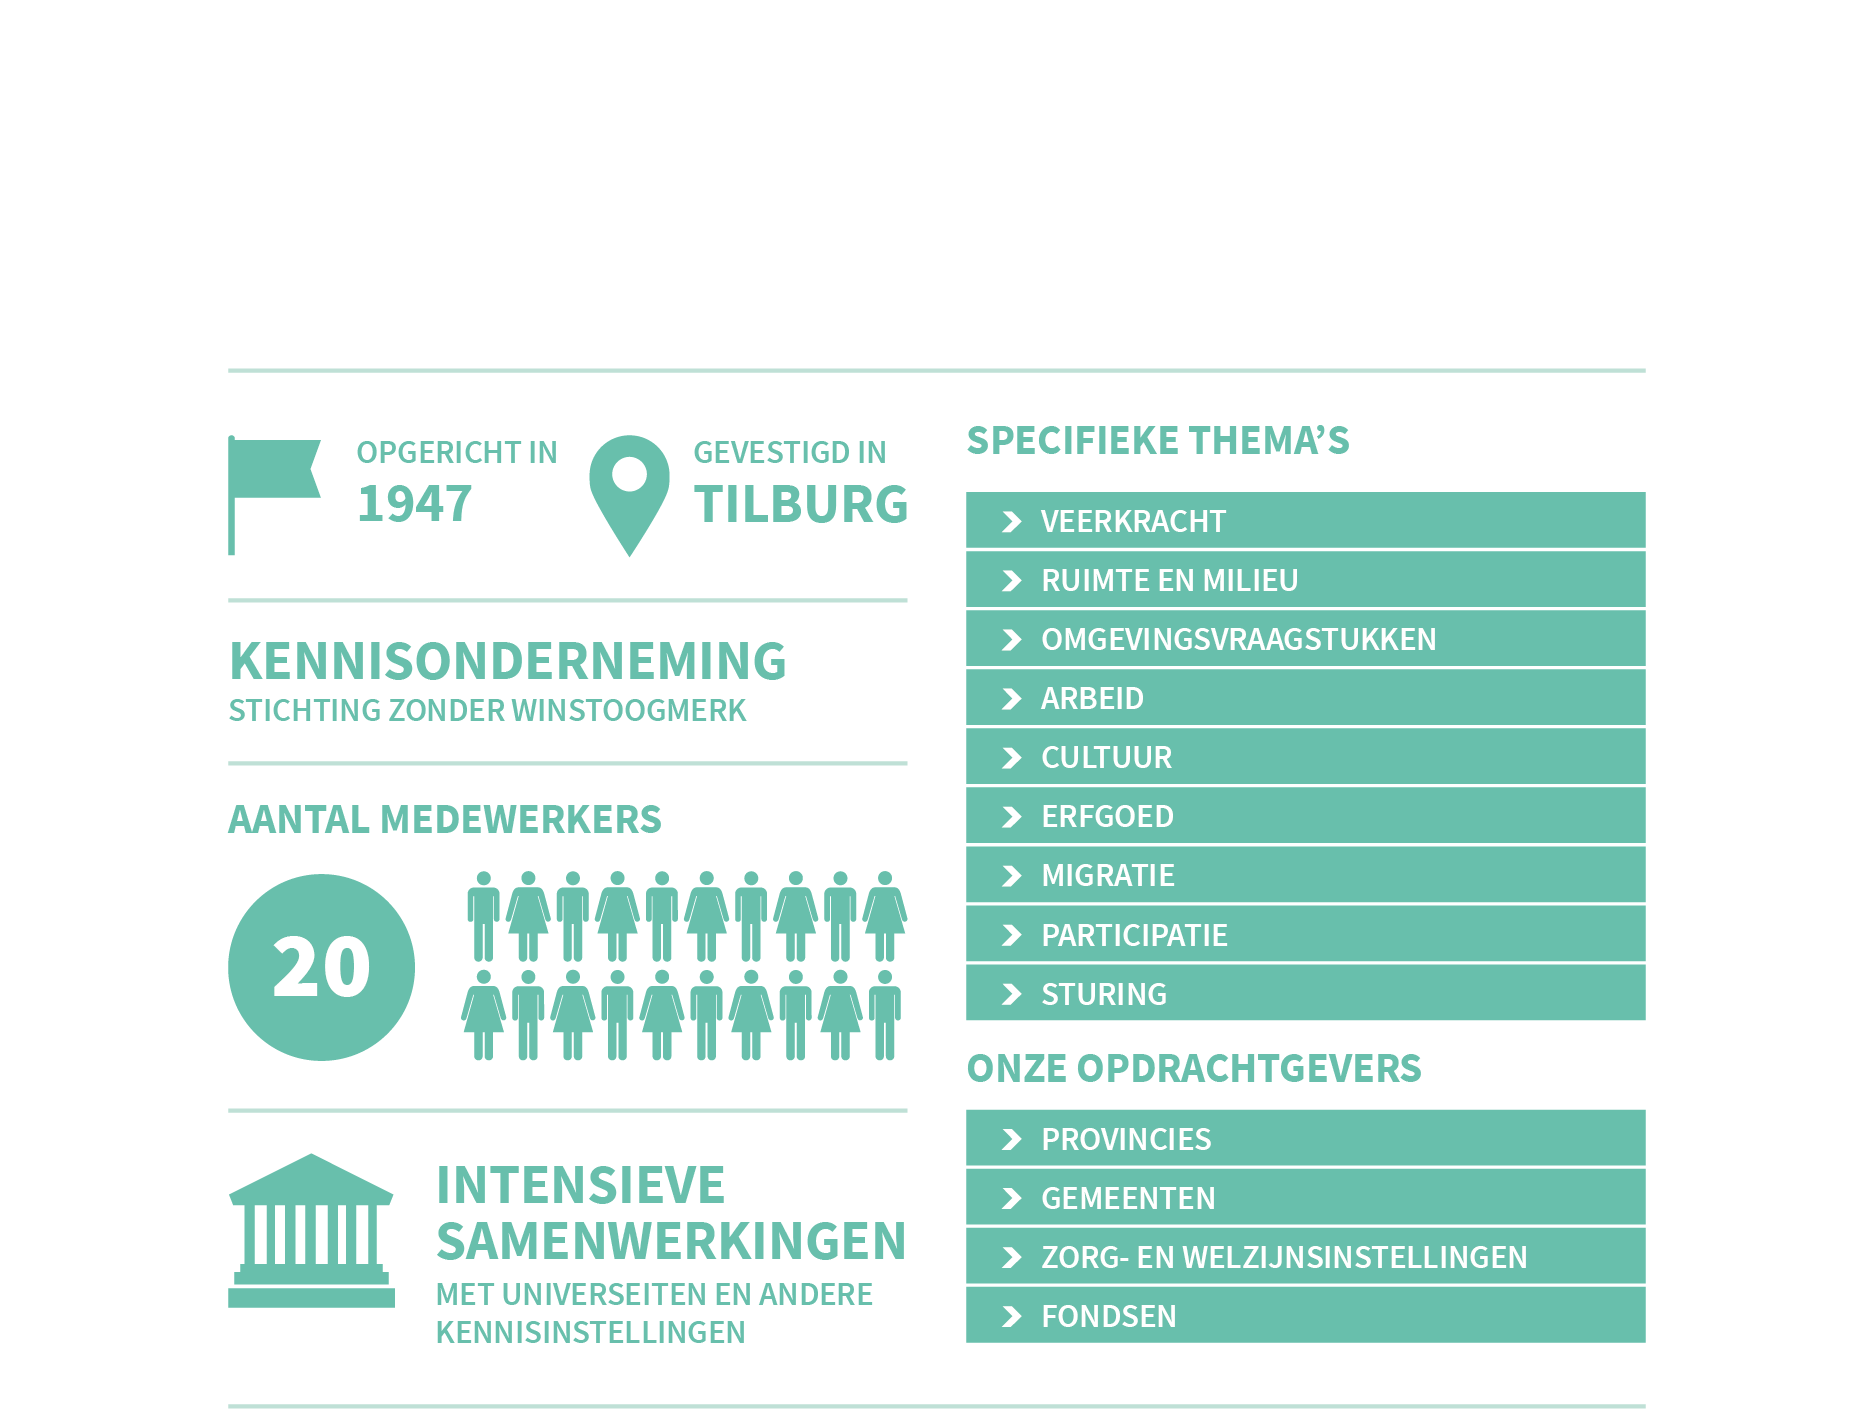 OPGERICHT IN
1947
GEVESTIGD IN
TILBURG
KENNISONDERNEMING
STICHTING ZONDER WINSTOOGMERK
AANTAL MEDEWERKERS
20
INTENSIEVE
SAMENWERKINGEN
MET UNIVERSEITEN EN ANDERE
KENNISINSTELLINGEN
SPECIFIEKE THEMA’S
VEERKRACHT
RUIMTE EN MILIEU
OMGEVINGSVRAAGSTUKKEN
ARBEID
CULTUUR
ERFGOED
MIGRATIE
PARTICIPATIE
STURING
ONZE OPDRACHTGEVERS
PROVINCIES
GEMEENTEN
ZORG- EN WELZIJNSINSTELLINGEN
FONDSEN